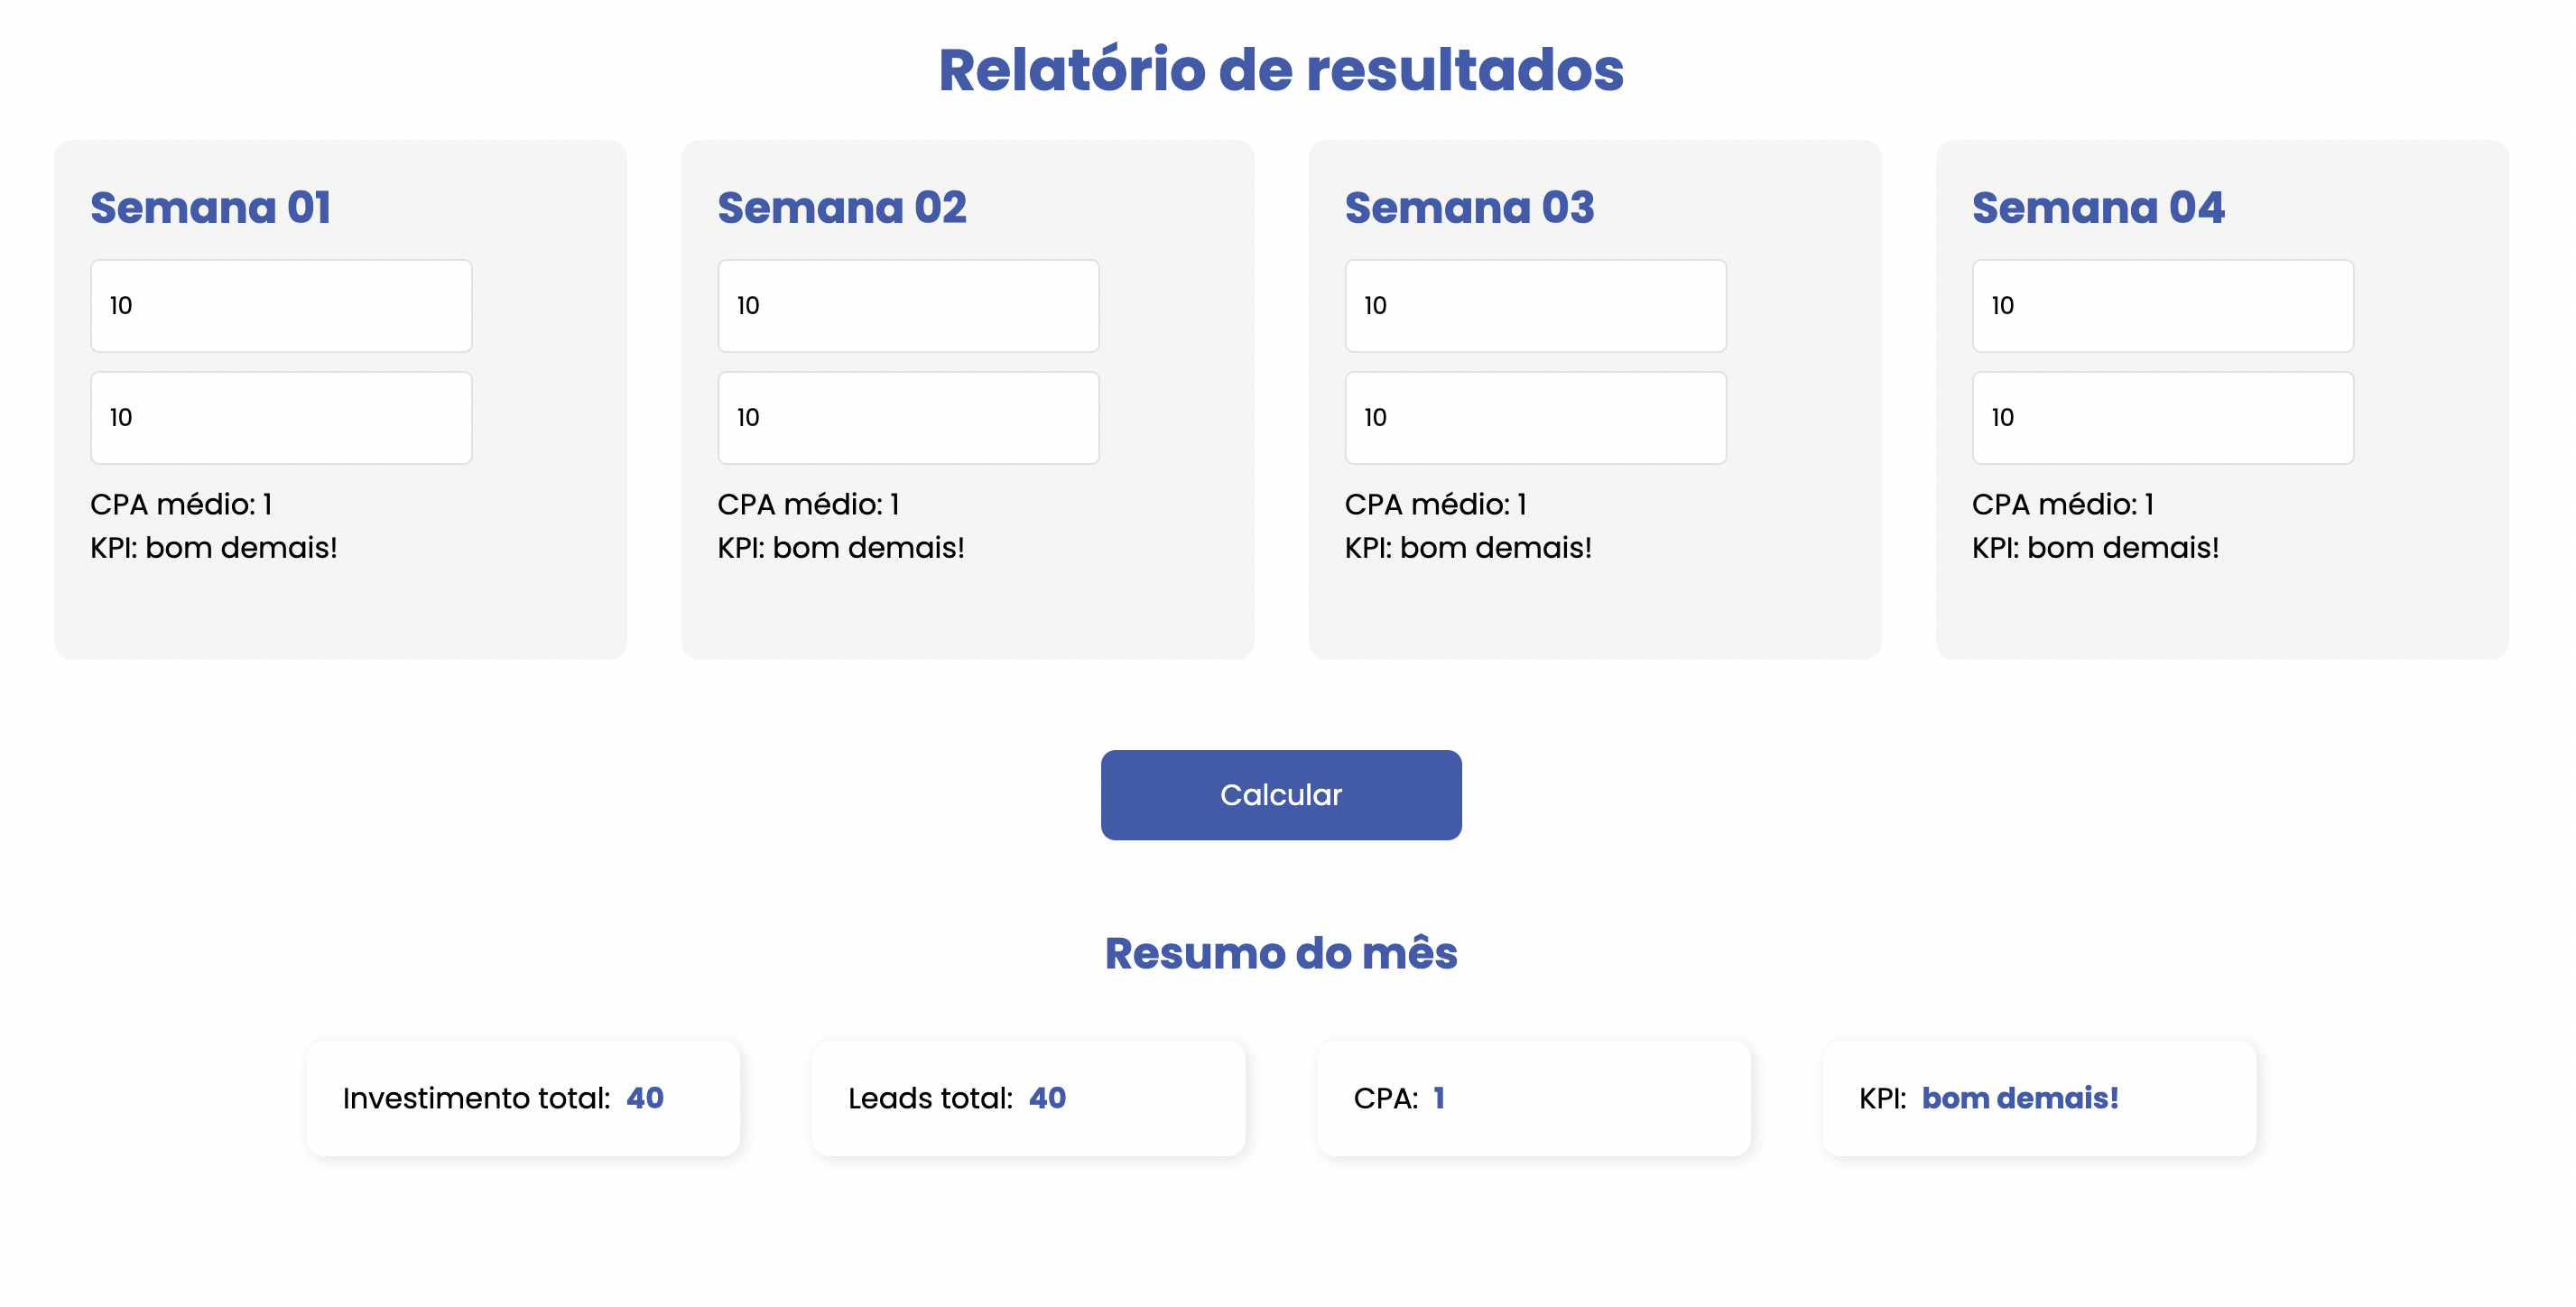 Relatório de resultados
Semana 01
10
10
CPA médio: 1
KPI: bom demais!
Semana 02
10
10
CPA médio: 1
KPI: bom demais!
Semana 03
10
10
CPA médio: 1
KPI: bom demais!
Semana 04
10
10
CPA médio: 1
KPI: bom demais!
Calcular
Resumo do mês
Investimento total: 40
Leads total: 40
CPA: 1
KPI: bom demais!